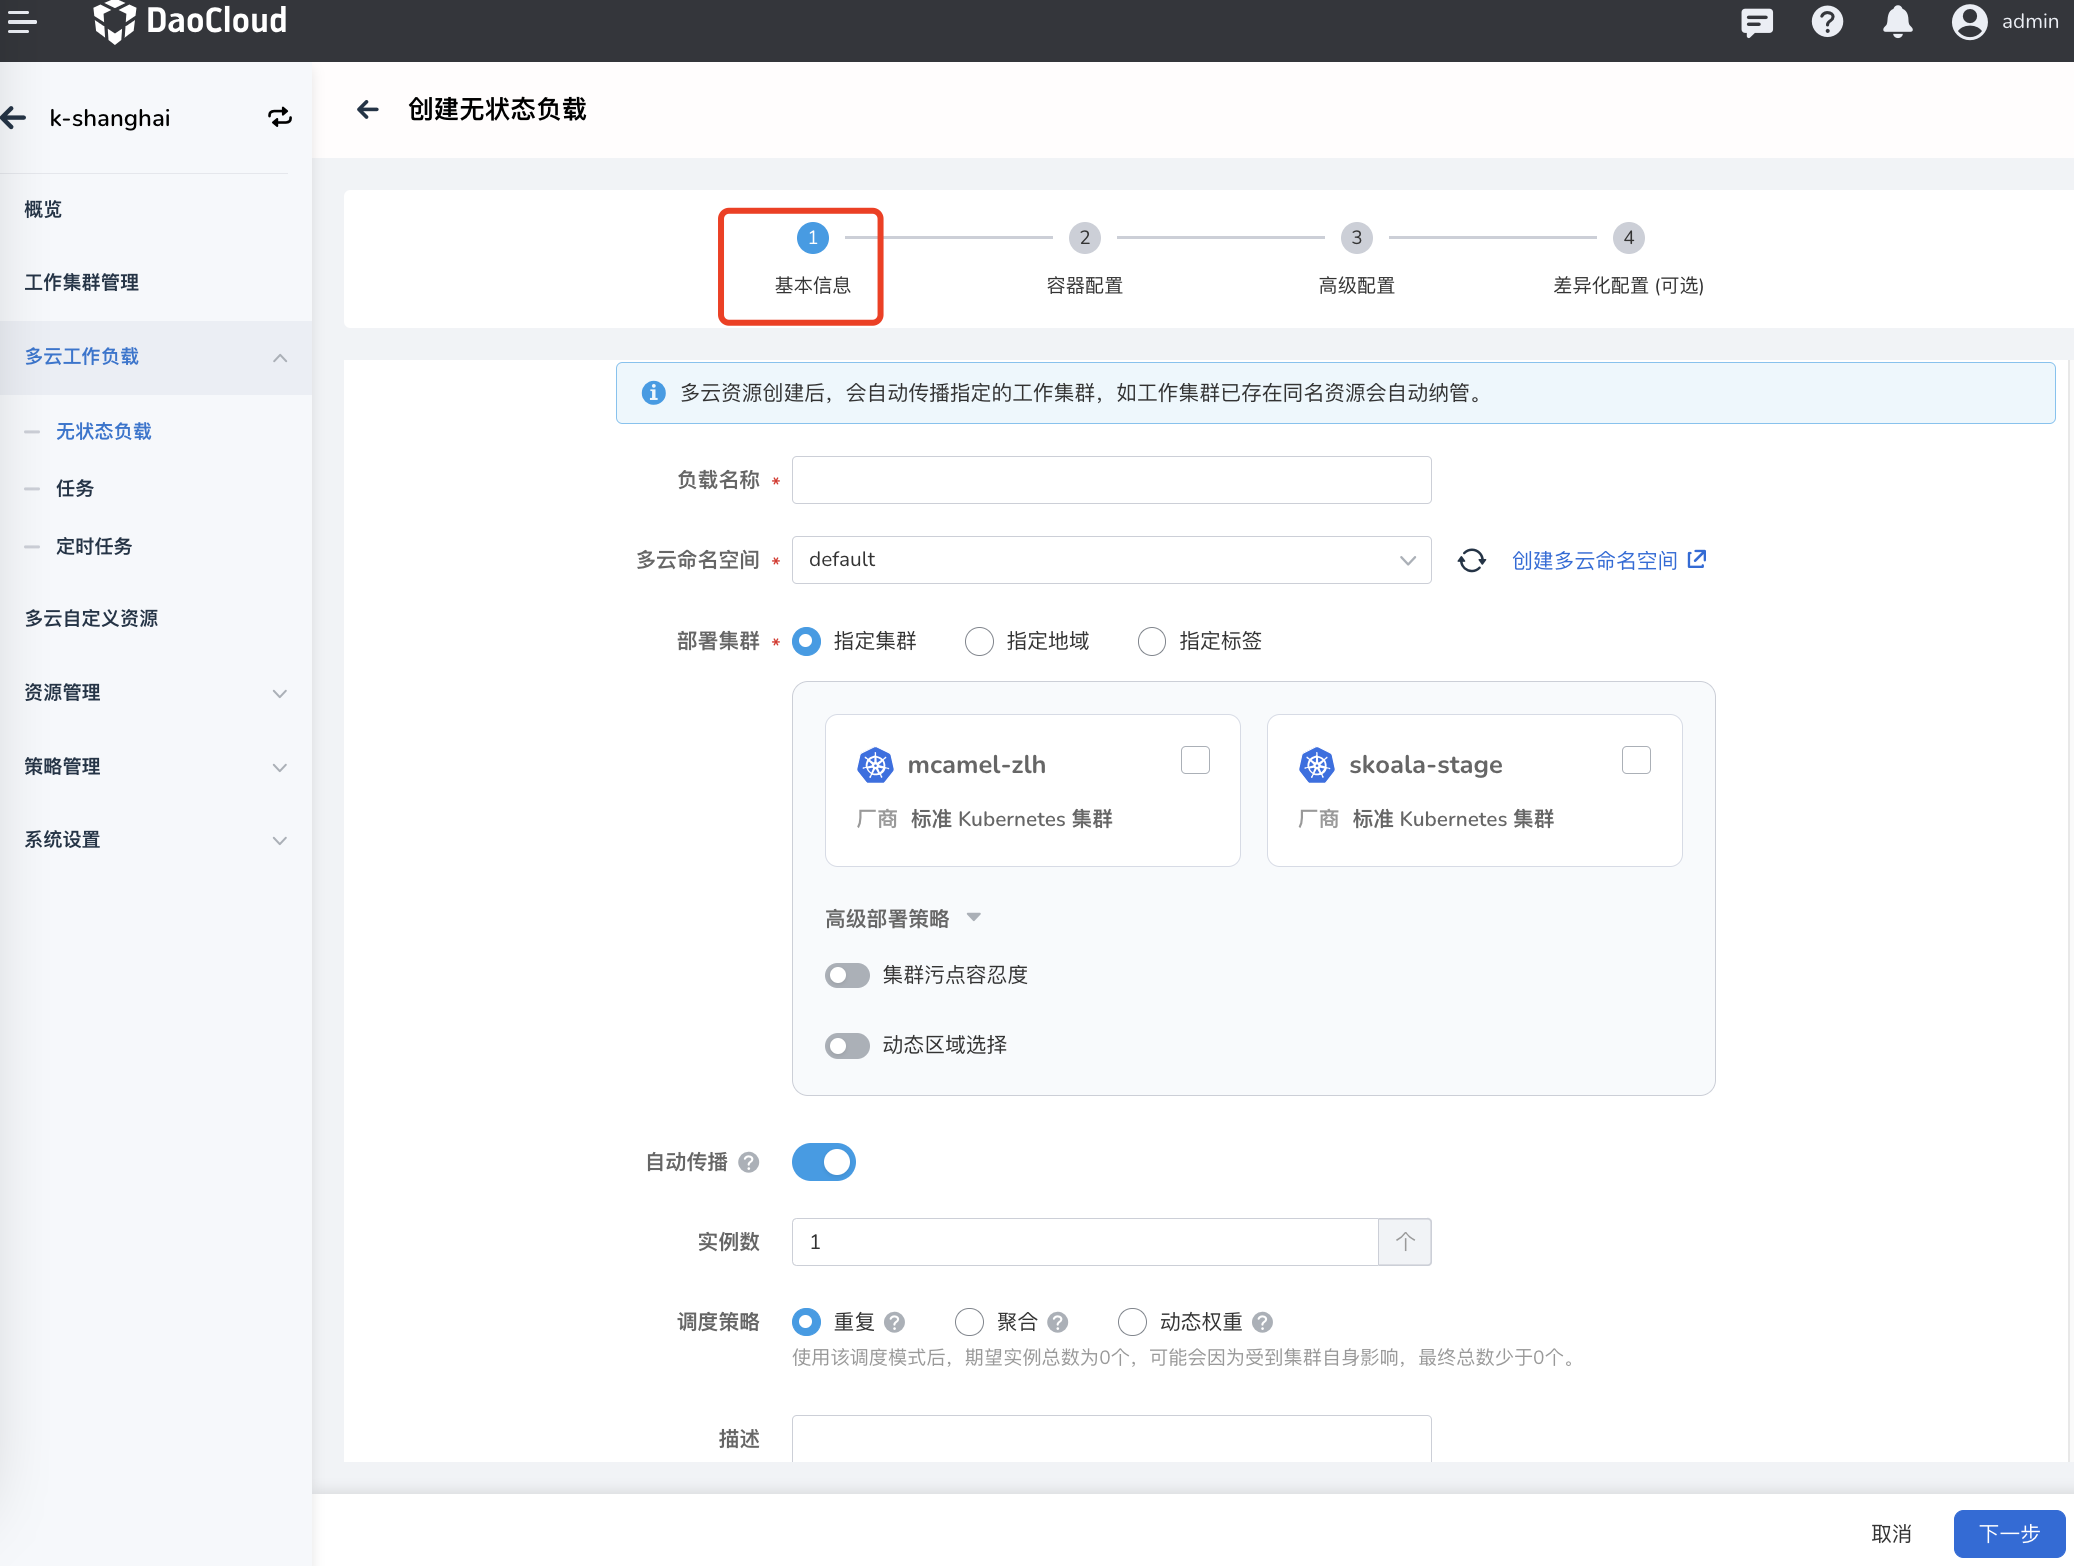 DaoCloud
admin
k-shanghai
概览
工作集群管理
多云工作负载
无状态负载
任务
定时任务
多云自定义资源
资源管理
策略管理
系统设置
创建无状态负载
1
2
3
4
基本信息
容器配置
高级配置
差异化配置 (可选)
多云资源创建后，会自动传播指定的工作集群，如工作集群已存在同名资源会自动纳管。
负载名称 *
多云命名空间 * default 创建多云命名空间
部署集群 * 指定集群 指定地域 指定标签
mcamel-zlh
厂商 标准 Kubernetes 集群
skoala-stage
厂商 标准 Kubernetes 集群
高级部署策略
集群污点容忍度
动态区域选择
自动传播
实例数 1 个
调度策略 重复 聚合 动态权重
使用该调度模式后，期望实例总数为0个，可能会因为受到集群自身影响，最终总数少于0个。
描述
取消
下一步